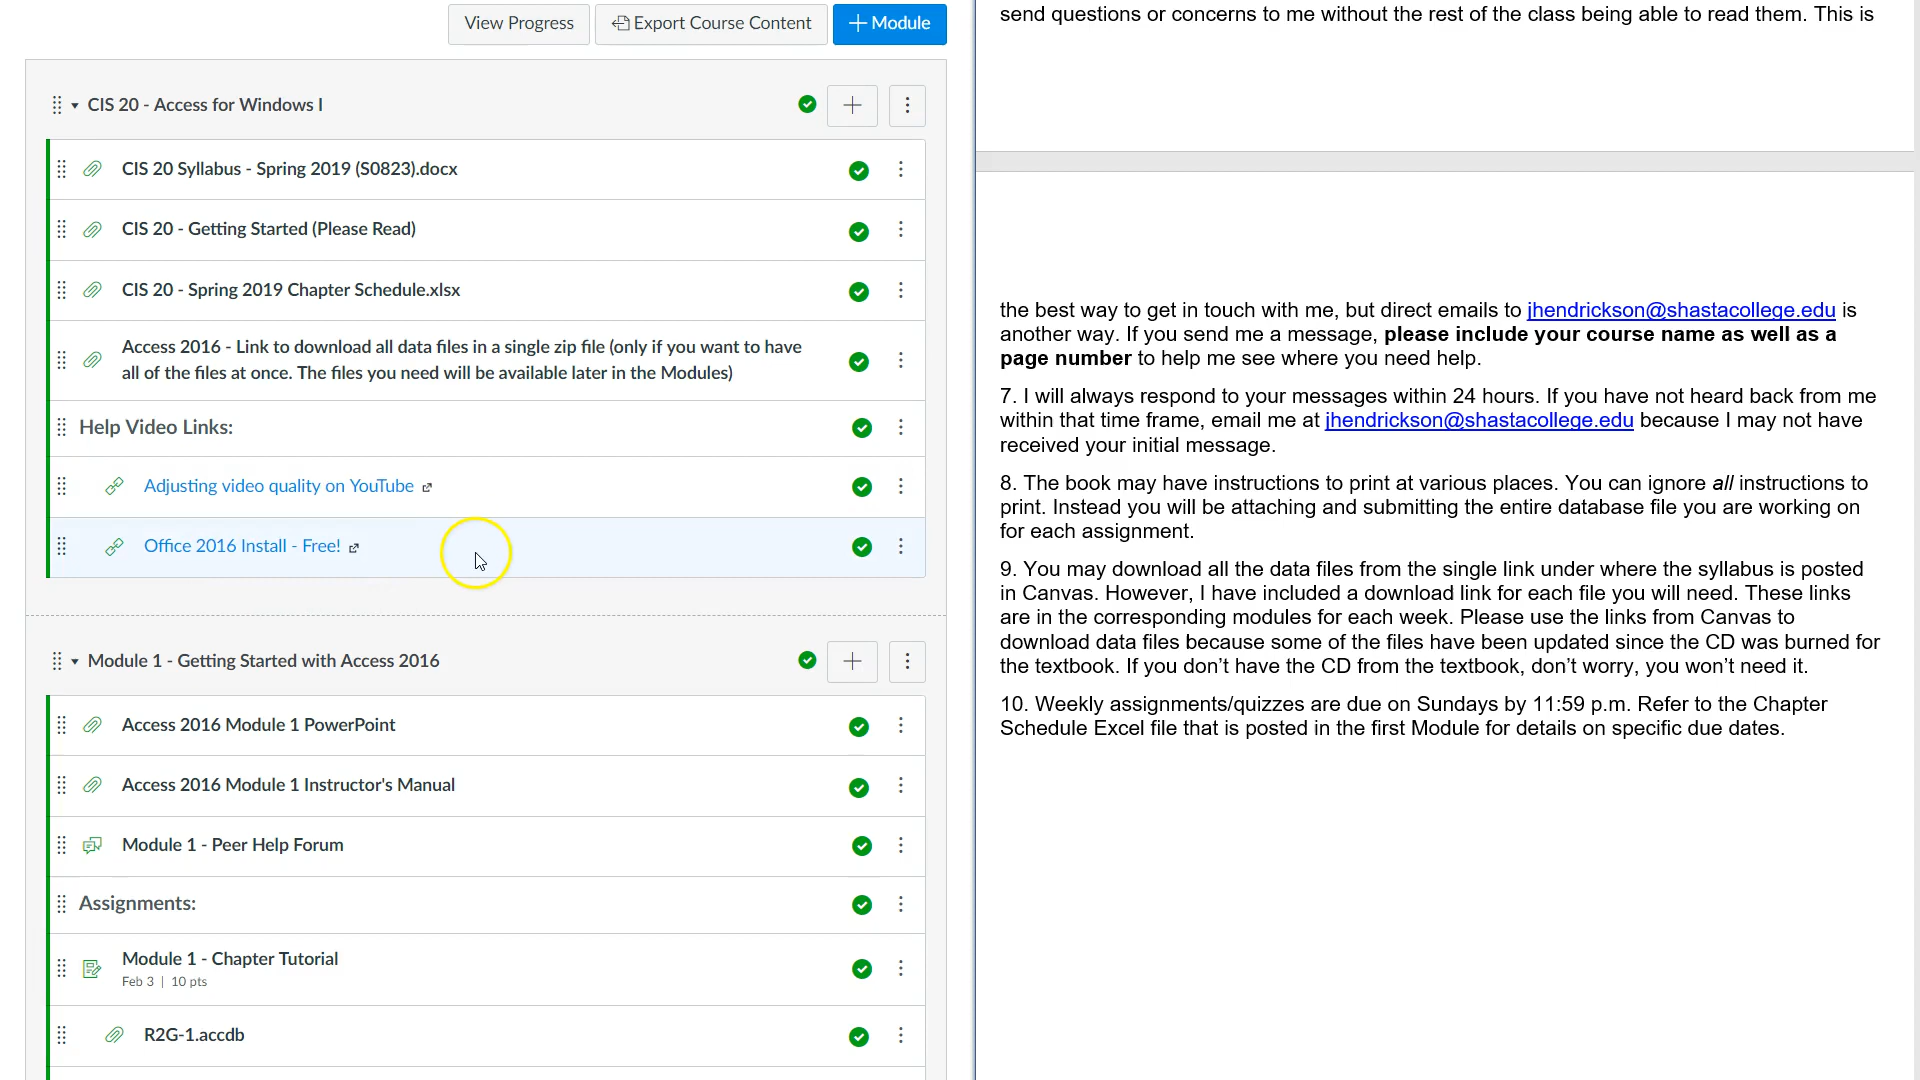 View Progress
Export Course Content
Module
CIS 20 - Access for Windows I
CIS 20 Syllabus - Spring 2019 (S0823).docx
CIS 20 - Getting Started (Please Read)
CIS 20 - Spring 2019 Chapter Schedule.xlsx
Access 2016 - Link to download all data files in a single zip file (only if you want to have
all of the files at once. The files you need will be available later in the Modules)
Help Video Links:
Adjusting video quality on YouTube
Office 2016 Install - Free!
Module 1 - Getting Started with Access 2016
Access 2016 Module 1 PowerPoint
Access 2016 Module 1 Instructor's Manual
Module 1 - Peer Help Forum
Assignments:
Module 1 - Chapter Tutorial
Feb 3 | 10 pts
R2G-1.accdb
send questions or concerns to me without the rest of the class being able to read them. This is
the best way to get in touch with me, but direct emails to jhendrickson@shastacollege.edu is
another way. If you send me a message, please include your course name as well as a
page number to help me see where you need help.
7. I will always respond to your messages within 24 hours. If you have not heard back from me
within that time frame, email me at jhendrickson@shastacollege.edu because I may not have
received your initial message.
8. The book may have instructions to print at various places. You can ignore all instructions to
print. Instead you will be attaching and submitting the entire database file you are working on
for each assignment.
9. You may download all the data files from the single link under where the syllabus is posted
in Canvas. However, I have included a download link for each file you will need. These links
are in the corresponding modules for each week. Please use the links from Canvas to
download data files because some of the files have been updated since the CD was burned for
the textbook. If you don't have the CD from the textbook, don't worry, you won't need it.
10. Weekly assignments/quizzes are due on Sundays by 11:59 p.m. Refer to the Chapter
Schedule Excel file that is posted in the first Module for details on specific due dates.